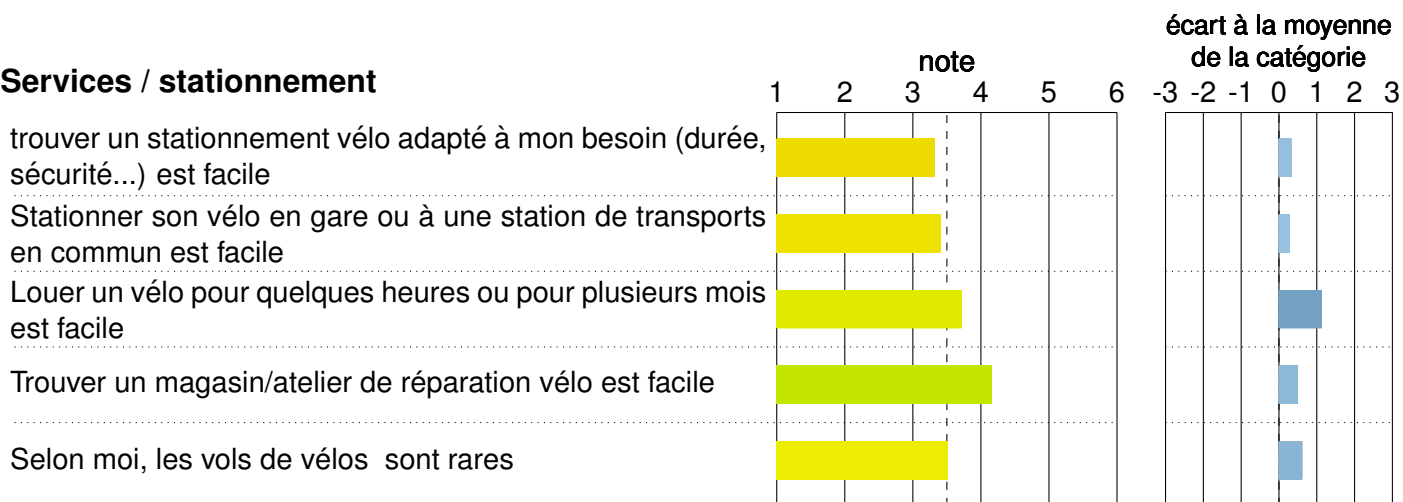 écart à la moyenne
de la catégorie
note
Services / stationnement
1 2 3 4 5 6
-3 -2 -1 0 1 2 3
trouver un stationnement vélo adapté à mon besoin (durée,
sécurité...) est facile
Stationner son vélo en gare ou à une station de transports
en commun est facile
Louer un vélo pour quelques heures ou pour plusieurs mois
est facile
Trouver un magasin/atelier de réparation vélo est facile
Selon moi, les vols de vélos sont rares